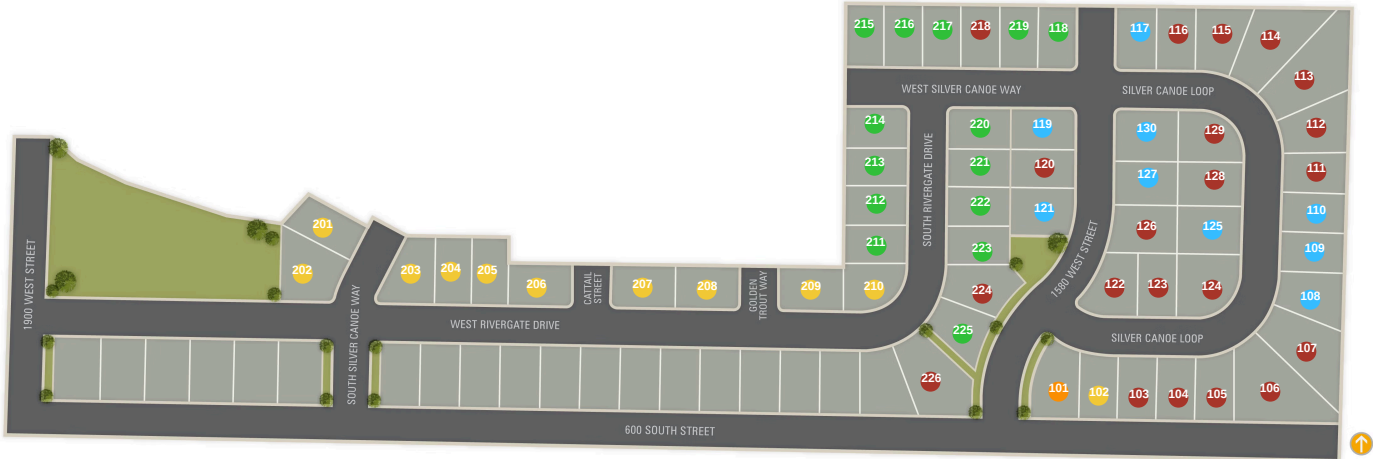 215 216 217 218 219 118 117 116 115 114
113
WEST SILVER CANOE WAY
SILVER CANOE LOOP
214 220 119 130 129 112
213 221 120 127 128 111
212 222 121 110
SOUTH RIVERGATE DRIVE
211 223 126 125 109
201
202 203 204 205 206 207 208 209 210
CATTAIL
STREET
GOLDEN
TROUT WAY
1900 WEST STREET
1580 WEST STREET
224 122 123 124 108
WEST RIVERGATE DRIVE
SOUTH SILVER CANOE WAY
225
SILVER CANOE LOOP
107
226 101 102 103 104 105 106
600 SOUTH STREET